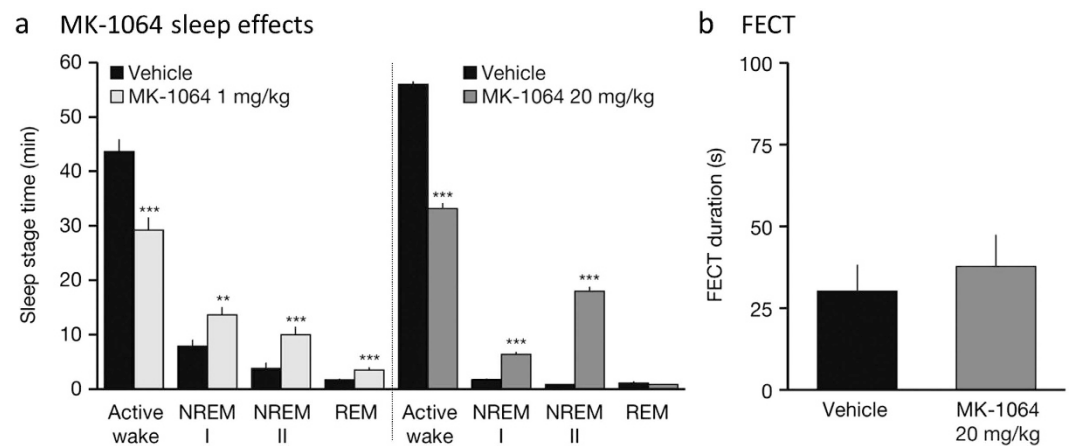 a MK-1064 sleep effects
Sleep stage time (min)
60
50
40
30
20
10
0
Vehicle
MK-1064 1 mg/kg
***
**
***
***
Active wake
NREM I
NREM II
REM
Vehicle
MK-1064 20 mg/kg
***
***
***
Active wake
NREM I
NREM II
REM
b FECT
FECT duration (s)
100
75
50
25
0
Vehicle
MK-1064
20 mg/kg